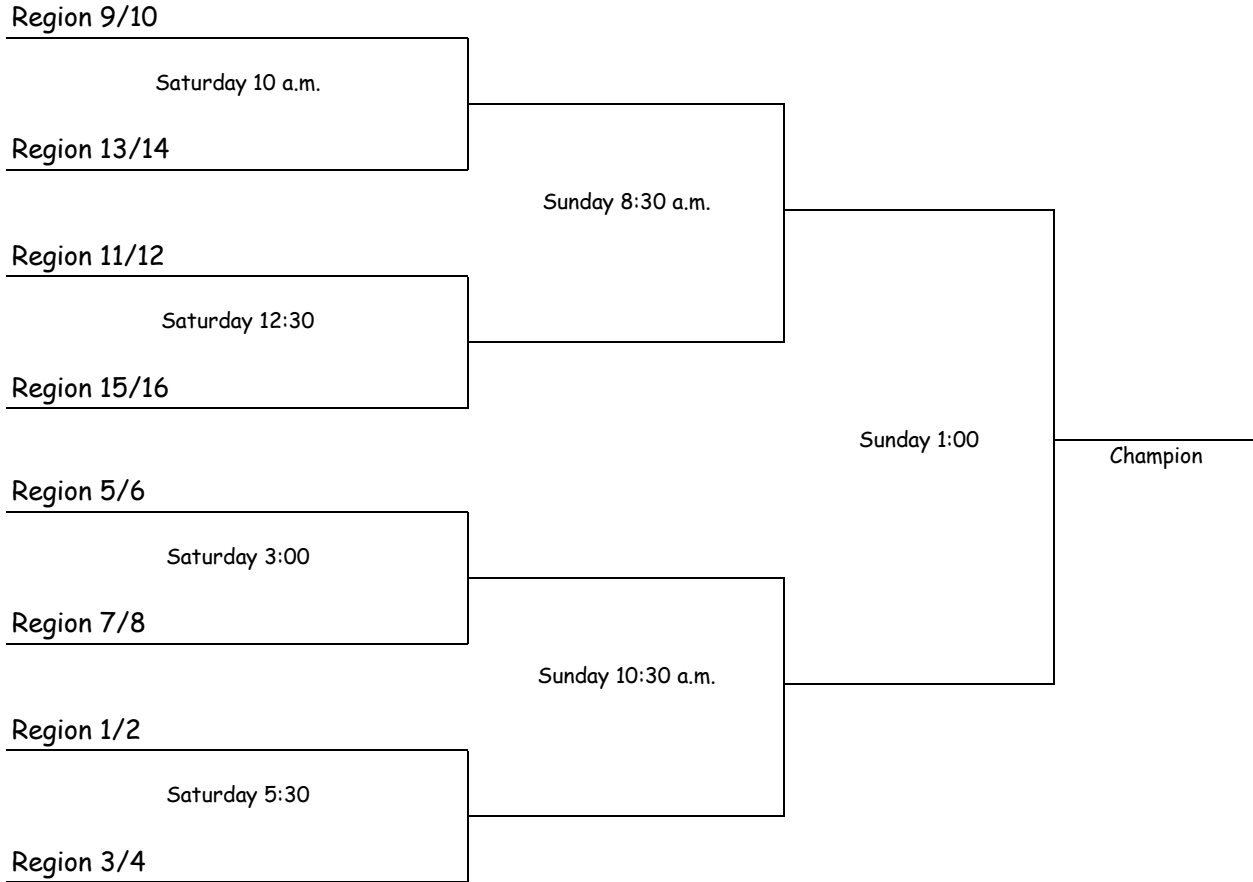 Region 9/10
Saturday 10 a.m.
Region 13/14
Sunday 8:30 a.m.
Region 11/12
Saturday 12:30
Region 15/16
Sunday 1:00
Champion
Region 5/6
Saturday 3:00
Region 7/8
Sunday 10:30 a.m.
Region 1/2
Saturday 5:30
Region 3/4